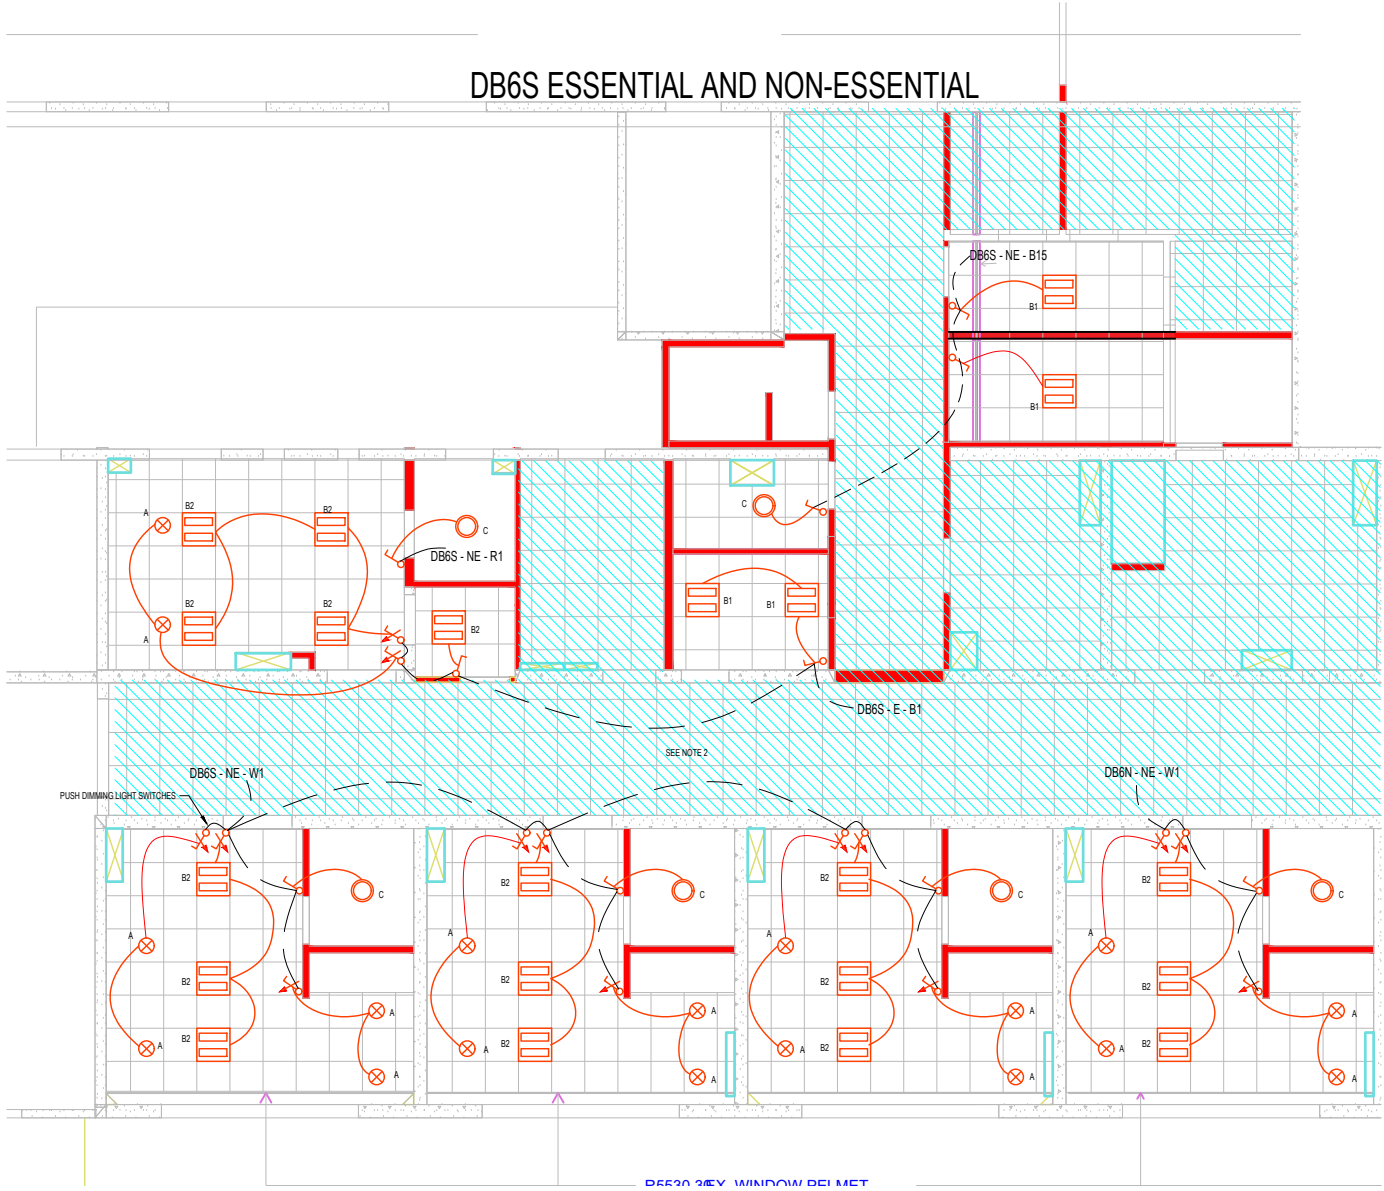 DB6S ESSENTIAL AND NON-ESSENTIAL
DB6S - NE - B15
B1
B1
A
B2
B2
C
C
DB6S - NE - R1
B2
B2
A
B2
B1
B1
DB6S - E - B1
SEE NOTE 2
DB6S - NE - W1
DB6N - NE - W1
PUSH DIMMING LIGHT SWITCHES
B2
C
B2
C
B2
C
B2
C
A
A
A
A
B2
B2
B2
B2
A
A
A
A
B2
A
B2
A
B2
A
B2
A
A
A
A
A